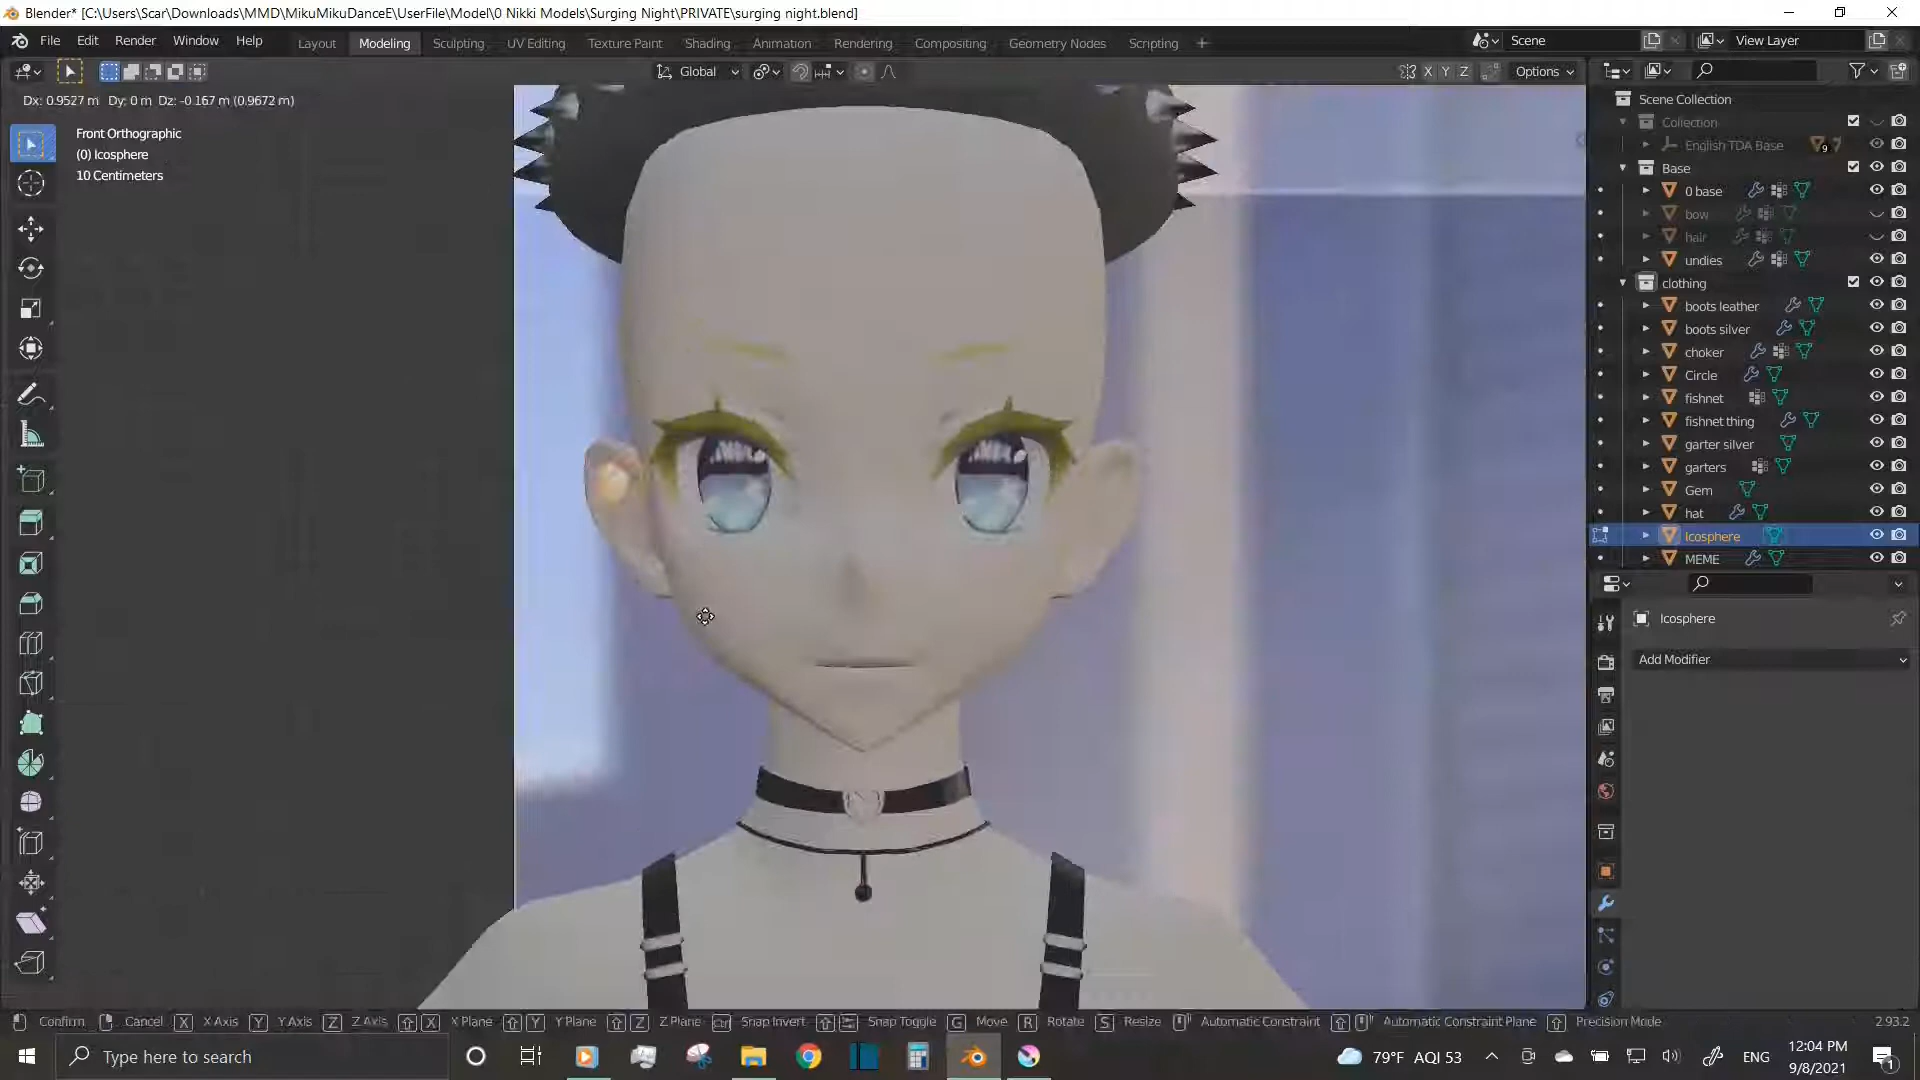 Blender* [C:\Users\Scar\Downloads\MMD\MikuMikuDanceE\UserFile\Model\0 Nikki Models\Surging Night\PRIVATE\surging night.blend]
File Edit Render Window Help Layout Modeling Sculpting UV Editing Texture Paint Shading Animation Rendering Compositing Geometry Nodes Scripting + Scene View Layer
Global X Y Z Options
Dx: 0.9527 m Dy: 0 m Dz: -0.167 m (0.9672 m)
Front Orthographic
(0) Icosphere
10 Centimeters
Scene Collection
Collection
English TDA Base 9
Base
0 base
bow
hair
undies
clothing
boots leather
boots silver
choker
Circle
fishnet
fishnet thing
garter silver
garters
Gem
hat
Icosphere
MEME
Icosphere
Add Modifier
Confirm Cancel X X Axis Y Y Axis Z Z Axis X X Plane Y Y Plane Z Z Plane Ctrl Snap Invert Snap Toggle G Move R Rotate S Resize Automatic Constraint Automatic Constraint Plane Precision Mode 2.93.2
Type here to search 79°F AQI 53 ENG 12:04 PM
9/8/2021 1